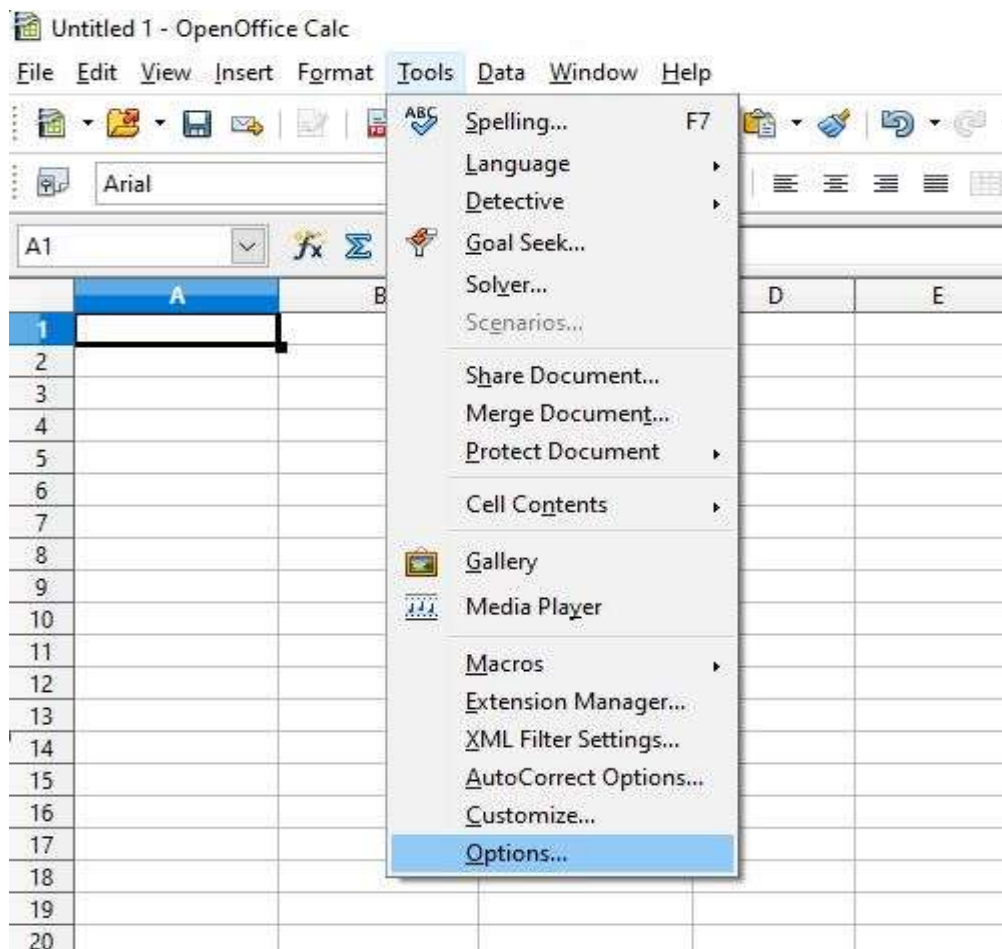 Untitled 1 - OpenOffice Calc
File Edit View Insert Format Tools Data Window Help
ABC Spelling... F7
Language
Arial
Detective
A1
Goal Seek...
Solver...
A B D E
Scenarios...
1
2
Share Document...
3
Merge Document...
4
Protect Document
5
6
Cell Contents
7
8
Gallery
9
Media Player
10
11
Macros
12
Extension Manager...
13
XML Filter Settings...
14
AutoCorrect Options...
15
Customize...
16
17
Options...
18
19
20